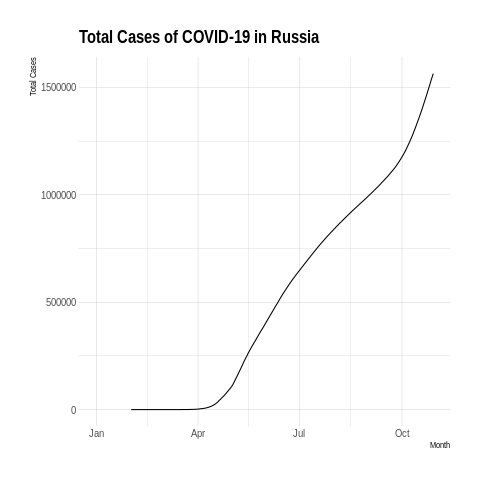 Total Cases of COVID-19 in Russia
Total Cases
1500000
1000000
500000
0
Jan Apr Jul Oct
Month